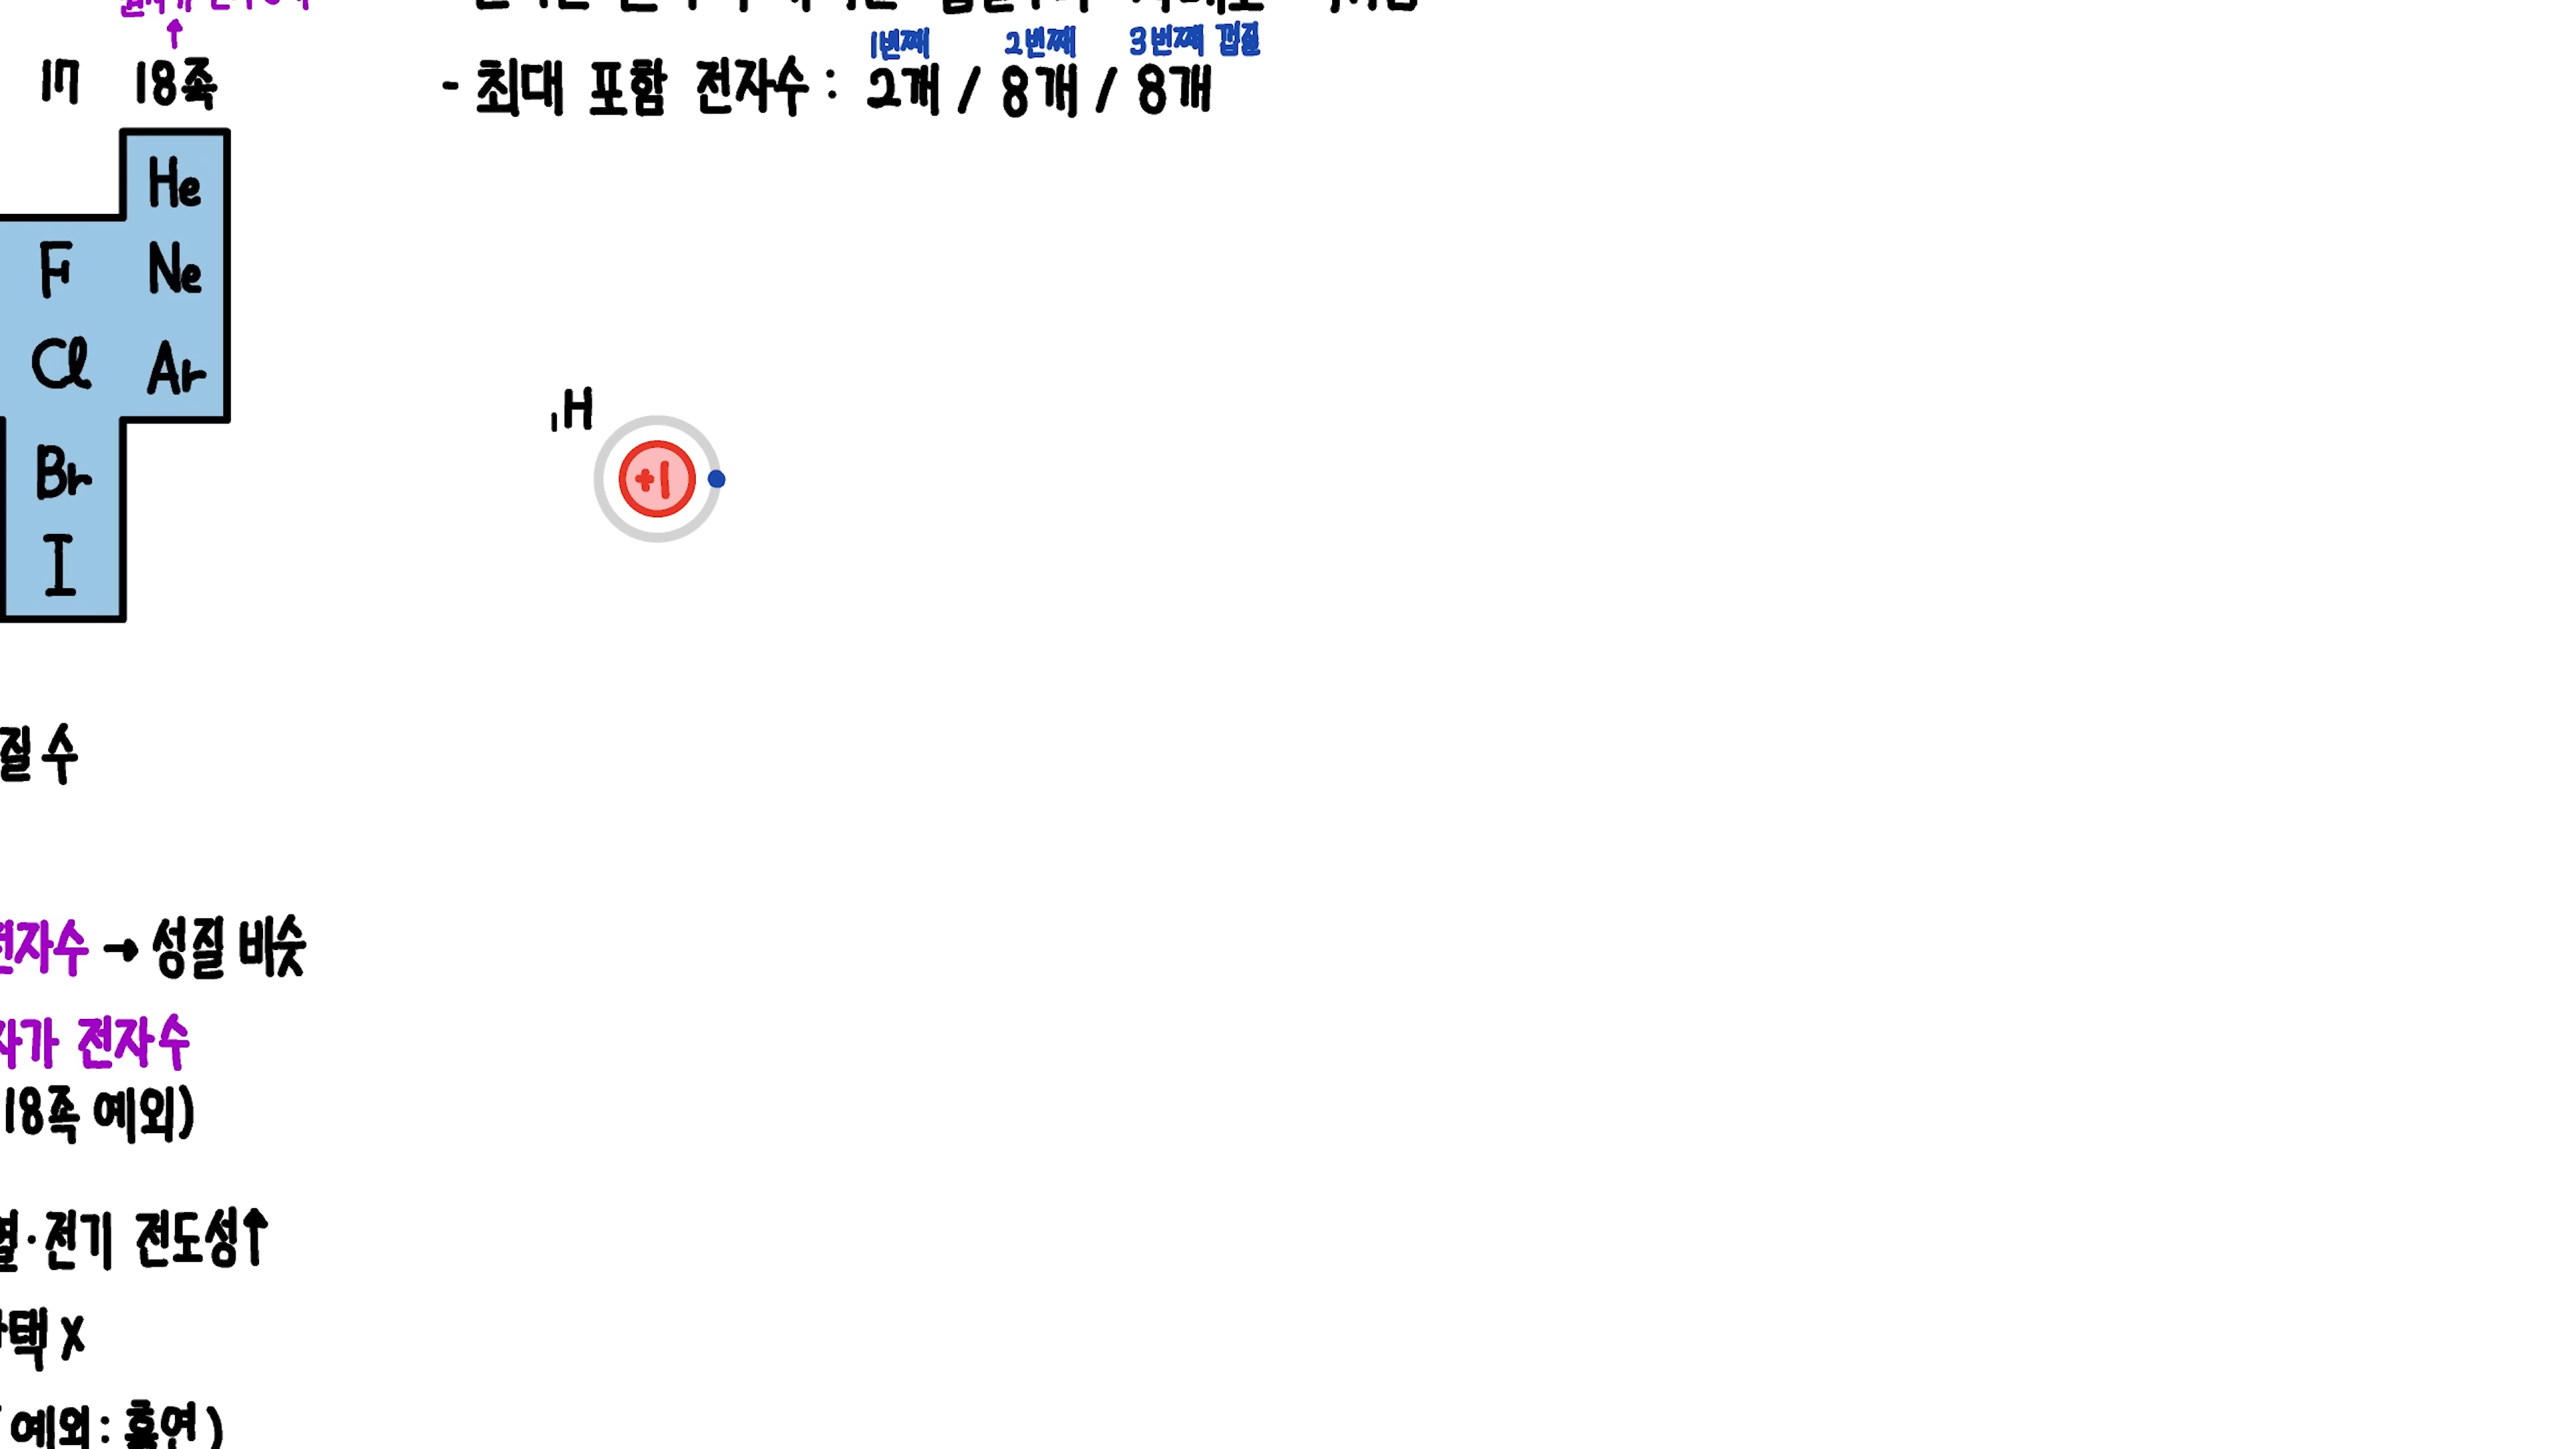 17 18족
He
F Ne
Cl Ar
Br
I
질수
전자수 → 성질 비슷
자가 전자수
18족 예외)
열·전기 전도성↑
택 X
예외: 흑연)
1번째 2번째 3번째 껍질
- 최대 포함 전자수 : 2개 / 8개 / 8개
₁H
+1